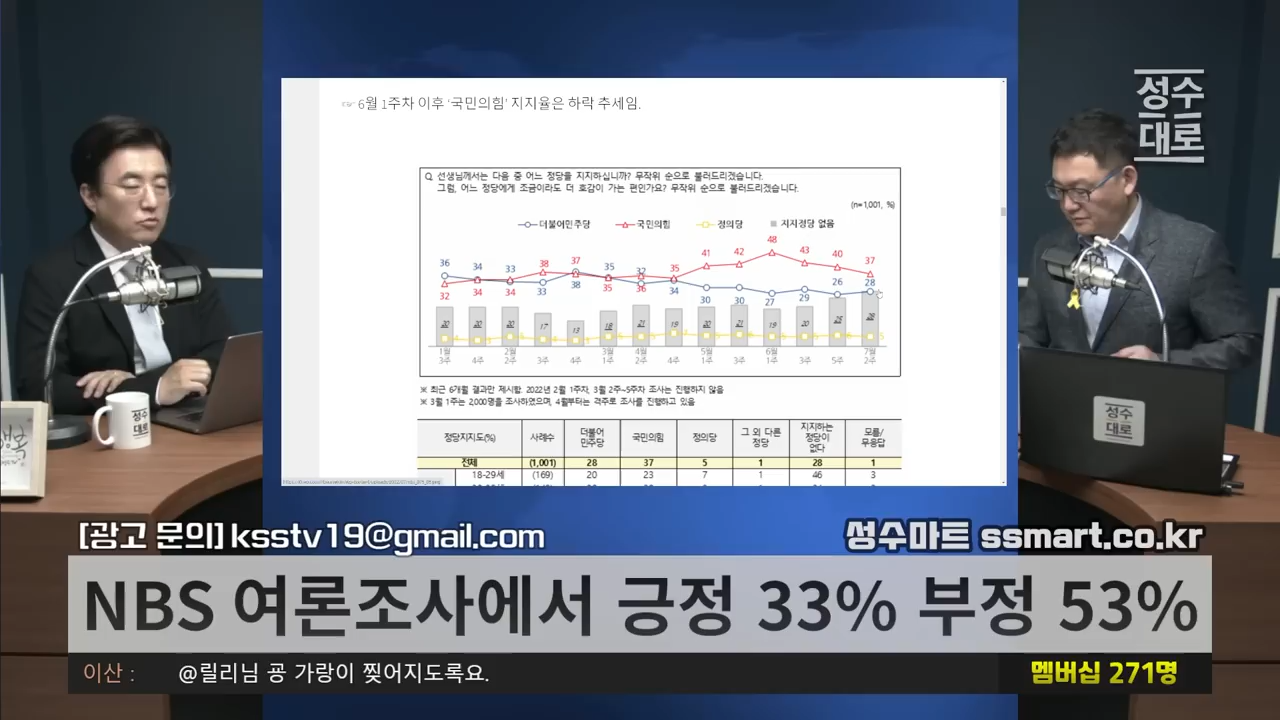 성수
대로
☞ 6월 1주차 이후 '국민의힘' 지지율은 하락 추세임.
Q. 선생님께서는 다음 중 어느 정당을 지지하십니까? 무작위 순으로 불러드리겠습니다.
그럼, 어느 정당에게 조금이라도 더 호감이 가는 편인가요? 무작위 순으로 불러드리겠습니다.
(n=1,001, %)
더불어민주당 국민의힘 정의당 지지정당 없음
36 34 33 38 37 35 32 35 41 42 48 43 40 37
32 34 34 33 38 35 36 34 30 30 27 29 26 28
20 20 20 17 13 18 21 19 20 21 19 20 25 28
1월 2월 3월 4월 5월 6월 7월
3주 4주 2주 3주 4주 1주 2주 4주 1주 3주 1주 3주 5주 2주
※ 최근 6개월 결과만 제시함. 2022년 2월 1주차, 3월 2주~5주차 조사는 진행하지 않음
※ 3월 1주는 2,000명을 조사하였으며, 4월부터는 격주로 조사를 진행하고 있음
정당지지도(%) 사례수 더불어민주당 국민의힘 정의당 그 외 다른 정당 지지하는 정당이 없다 모름/무응답
전체 (1,001) 28 37 5 1 28 1
18-29세 (169) 20 23 7 1 46 3
성수
대로
성수
대로
[광고 문의] ksstv19@gmail.com
성수마트 ssmart.co.kr
NBS 여론조사에서 긍정 33% 부정 53%
이산 : @릴리님 굥 가랑이 찢어지도록요.
멤버십 271명